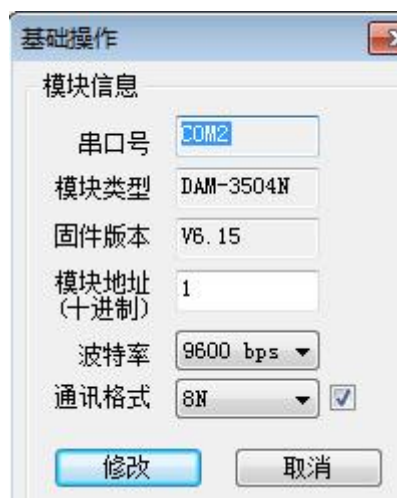 基础操作
模块信息
串口号 COM2
模块类型 DAM-3504N
固件版本 V6.15
模块地址 1
(十进制)
波特率 9600 bps
通讯格式 8N
修改 取消